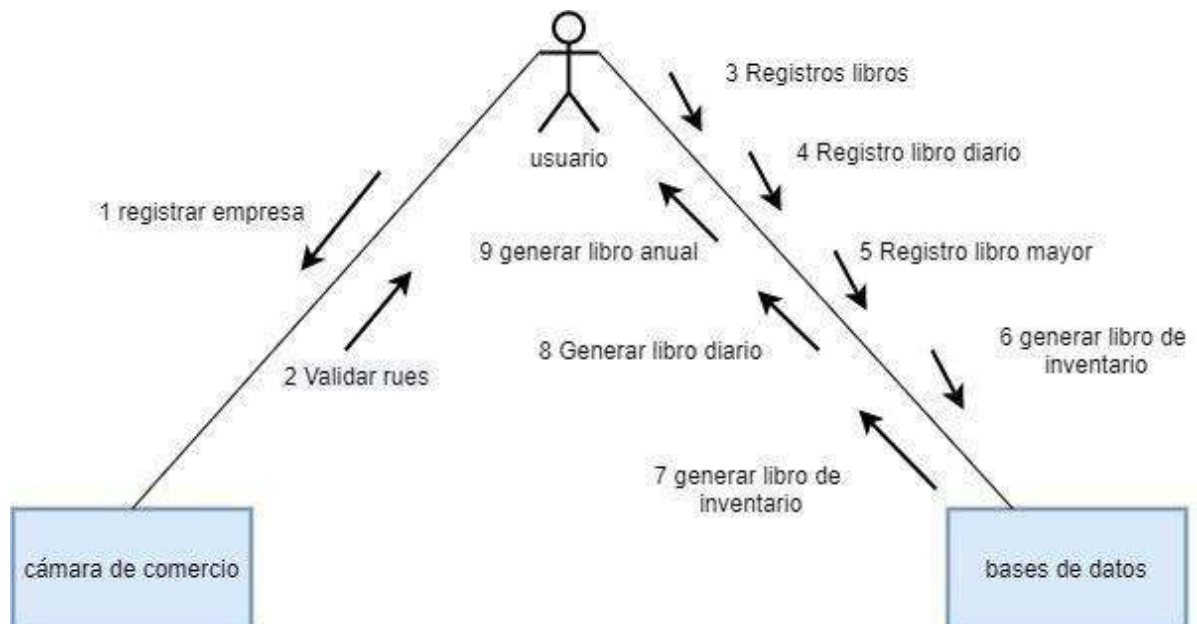 3 Registros libros
4 Registro libro diario
usuario
1 registrar empresa
9 generar libro anual
5 Registro libro mayor
6 generar libro de
inventario
8 Generar libro diario
2 Validar rues
7 generar libro de
inventario
cámara de comercio
bases de datos